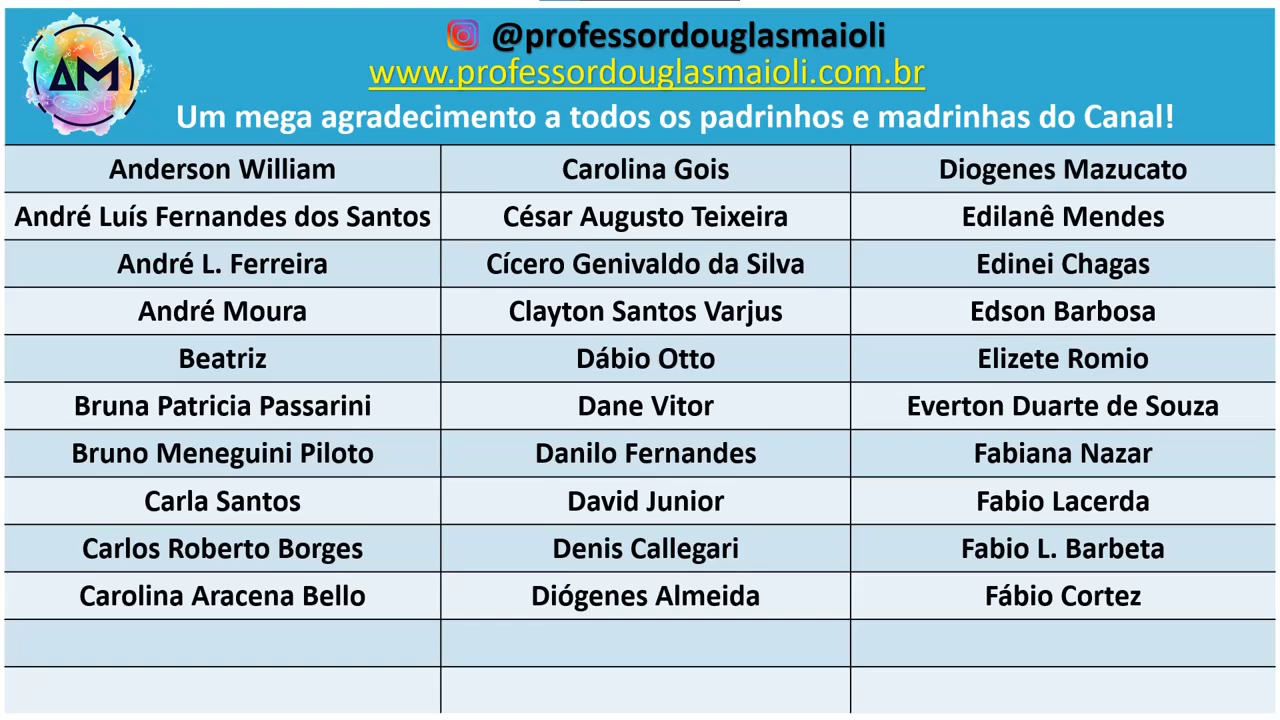 @professordouglasmaioli
www.professordouglasmaioli.com.br
Um mega agradecimento a todos os padrinhos e madrinhas do Canal!
ΔM
Anderson William Carolina Gois Diogenes Mazucato
André Luís Fernandes dos Santos César Augusto Teixeira Edilanê Mendes
André L. Ferreira Cícero Genivaldo da Silva Edinei Chagas
André Moura Clayton Santos Varjus Edson Barbosa
Beatriz Dábio Otto Elizete Romio
Bruna Patricia Passarini Dane Vitor Everton Duarte de Souza
Bruno Meneguini Piloto Danilo Fernandes Fabiana Nazar
Carla Santos David Junior Fabio Lacerda
Carlos Roberto Borges Denis Callegari Fabio L. Barbeta
Carolina Aracena Bello Diógenes Almeida Fábio Cortez